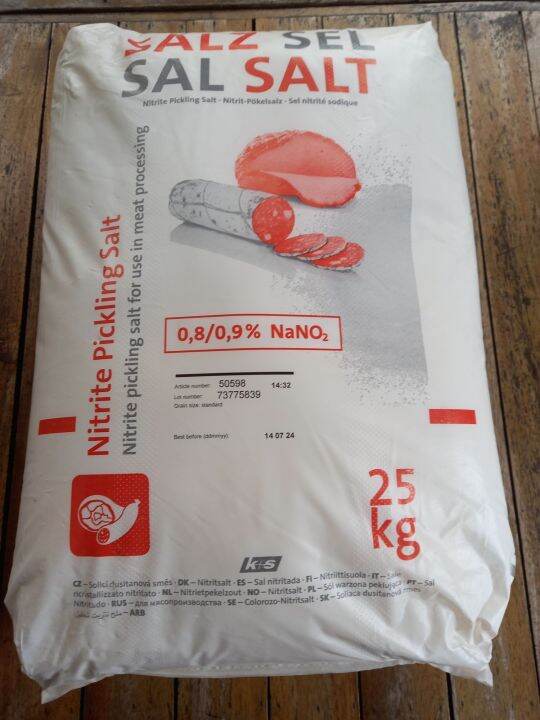 SALZ SEL
SAL SALT
Nitrite Pickling Salt · Nitrit-Pökelsalz · Sel nitrité sodique
Nitrite Pickling Salt
Nitrite pickling salt for use in meat processing
0,8/0,9% NaNO₂
Article number: 50598 14:32
Lot number: 73775839
Grain size: standard
Best before (ddmmyy): 14 07 24
25
kg
k+s
CZ – Solící dusitanová směs · DK – Nitritsalt · ES – Sal nitritada · FI – Nitriittisuola · IT – Sale
nitrato · NL – Nitrietpekelzout · NO – Nitritsalt · PL – Sól warzona peklująca · PT – Sal
Nitritado · RUS – для мясопроизводства · SE – Colorozo-Nitritsalt · SK – Soliaca dusitanová zmes
– ARB